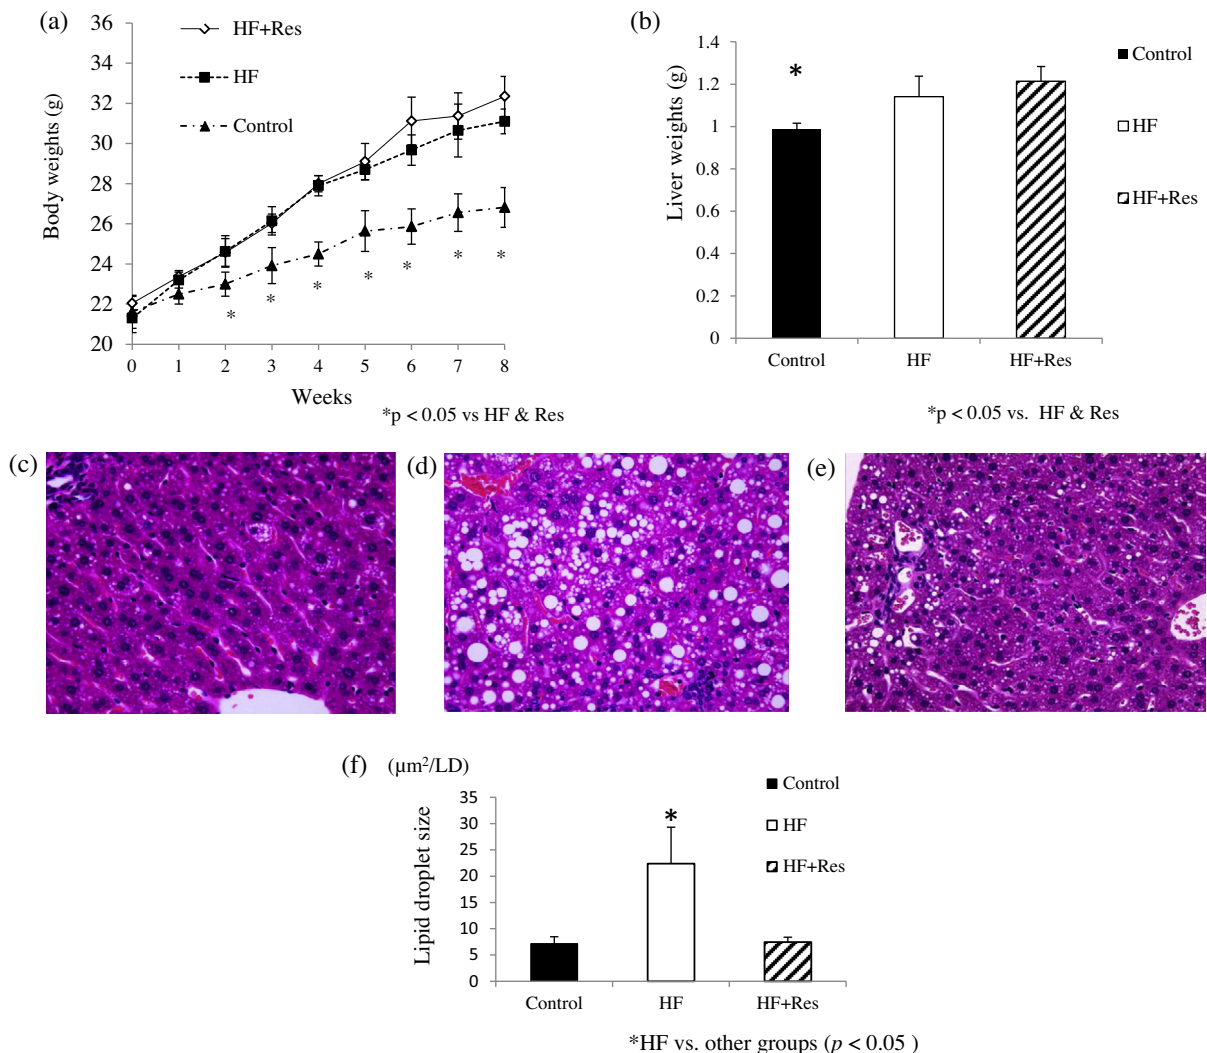 (a)
36
34
32
30
28
26
24
22
20
Body weights (g)
HF+Res
HF
Control
* * * * * * *
0 1 2 3 4 5 6 7 8
Weeks
*p < 0.05 vs HF & Res
(b)
1.4
1.2
1
0.8
0.6
0.4
0.2
0
Liver weights (g)
*
Control
HF
HF+Res
Control HF HF+Res
*p < 0.05 vs. HF & Res
(c)
(d)
(e)
(f) (μm²/LD)
35
30
25
20
15
10
5
0
Lipid droplet size
*
Control
HF
HF+Res
Control HF HF+Res
*HF vs. other groups (p < 0.05 )